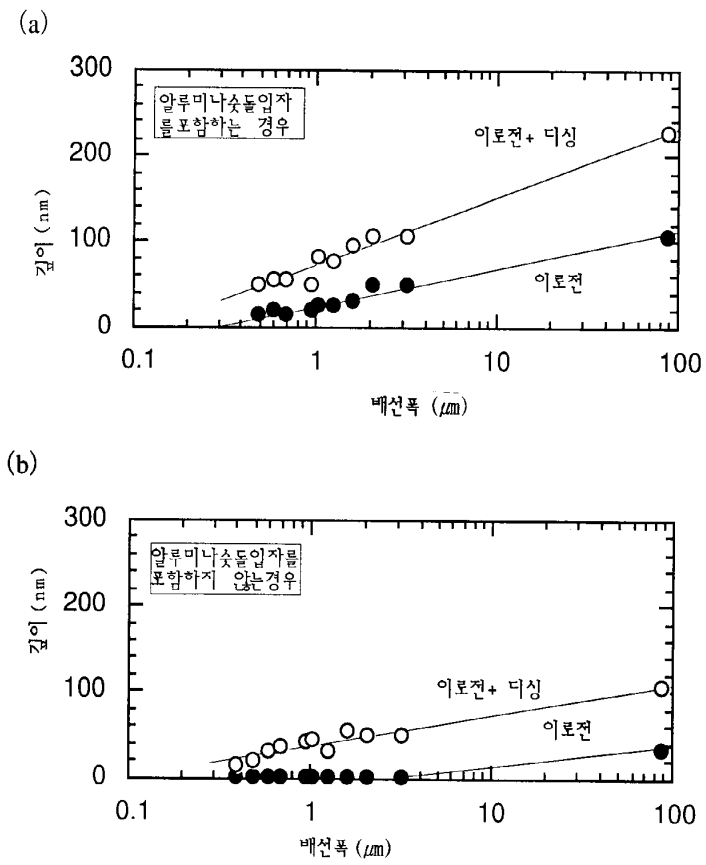 (a)
300
200
100
0
알루미나숫돌입자
를포함하는 경우
이로전+ 디싱
이로전
깊이(nm)
0.1 1 10 100
배선폭 (μm)
(b)
300
200
100
0
알루미나숫돌입자를
포함하지 않는경우
이로전+ 디싱
이로전
깊이(nm)
0.1 1 10 100
배선폭(μm)